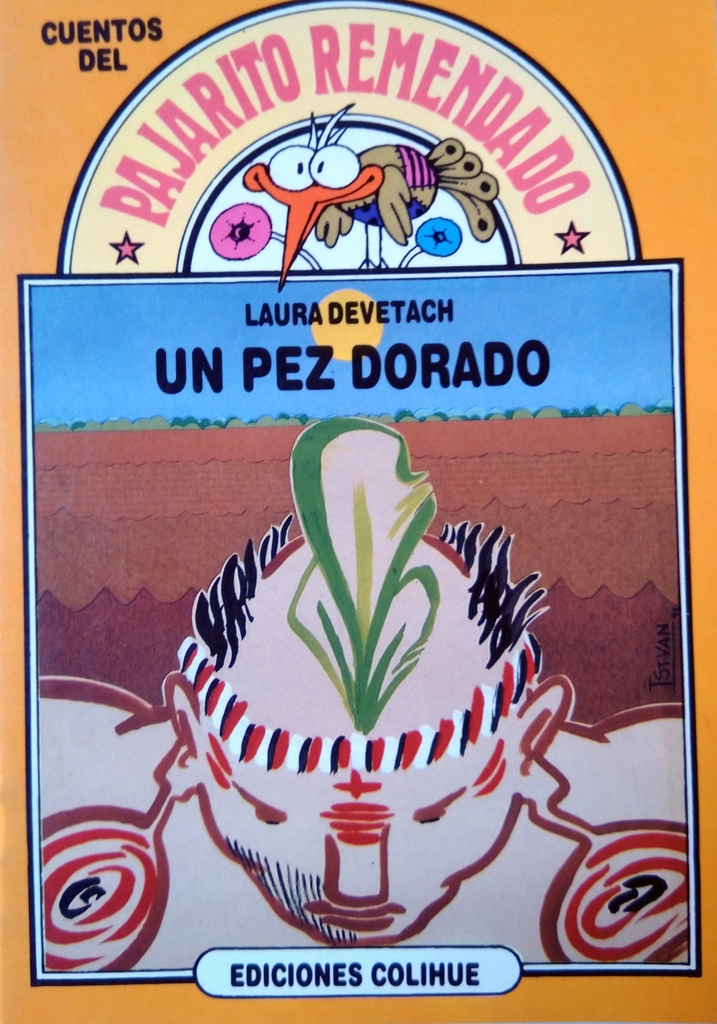 CUENTOS
DEL
PAJARITO REMENDADO
LAURA DEVETACH
UN PEZ DORADO
ISTVAN
EDICIONES COLIHUE